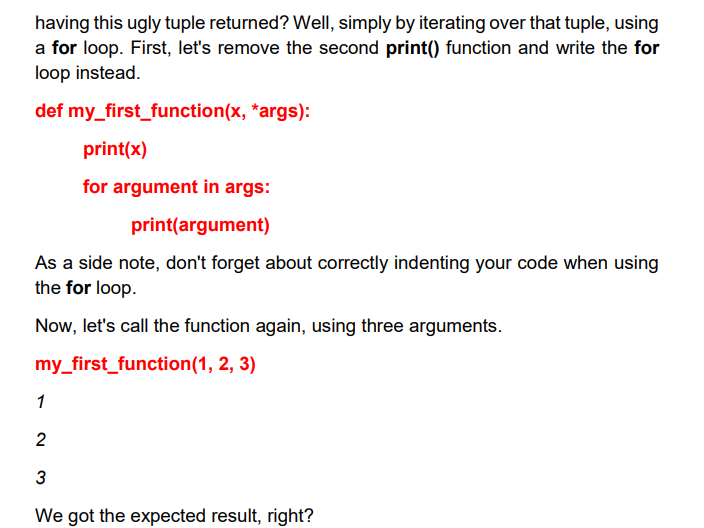 having this ugly tuple returned? Well, simply by iterating over that tuple, using
a for loop. First, let's remove the second print() function and write the for
loop instead.
def my_first_function(x, *args):
print(x)
for argument in args:
print(argument)
As a side note, don't forget about correctly indenting your code when using
the for loop.
Now, let's call the function again, using three arguments.
my_first_function(1, 2, 3)
1
2
3
We got the expected result, right?